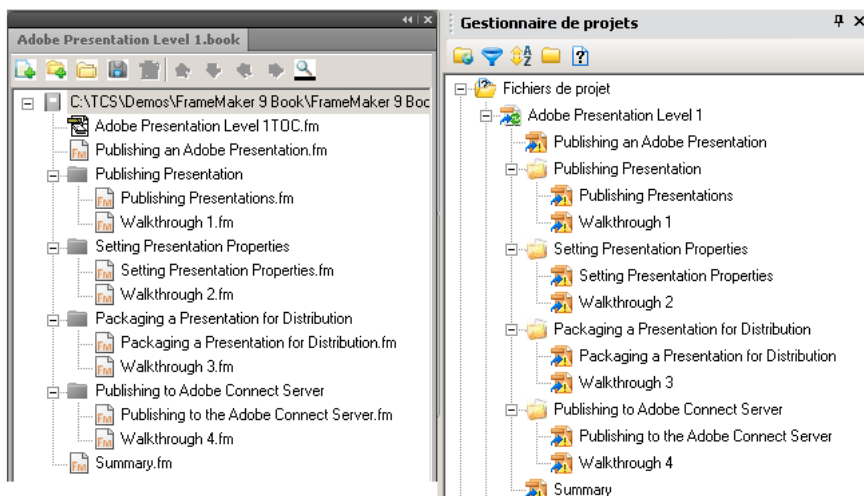 Adobe Presentation Level 1.book
C:\TCS\Demos\FrameMaker 9 Book\FrameMaker 9 Boo
Adobe Presentation Level 1TOC.fm
Publishing an Adobe Presentation.fm
Publishing Presentation
Publishing Presentations.fm
Walkthrough 1.fm
Setting Presentation Properties
Setting Presentation Properties.fm
Walkthrough 2.fm
Packaging a Presentation for Distribution
Packaging a Presentation for Distribution.fm
Walkthrough 3.fm
Publishing to Adobe Connect Server
Publishing to the Adobe Connect Server.fm
Walkthrough 4.fm
Summary.fm
Gestionnaire de projets
Fichiers de projet
Adobe Presentation Level 1
Publishing an Adobe Presentation
Publishing Presentation
Publishing Presentations
Walkthrough 1
Setting Presentation Properties
Setting Presentation Properties
Walkthrough 2
Packaging a Presentation for Distribution
Packaging a Presentation for Distribution
Walkthrough 3
Publishing to Adobe Connect Server
Publishing to the Adobe Connect Server
Walkthrough 4
Summary